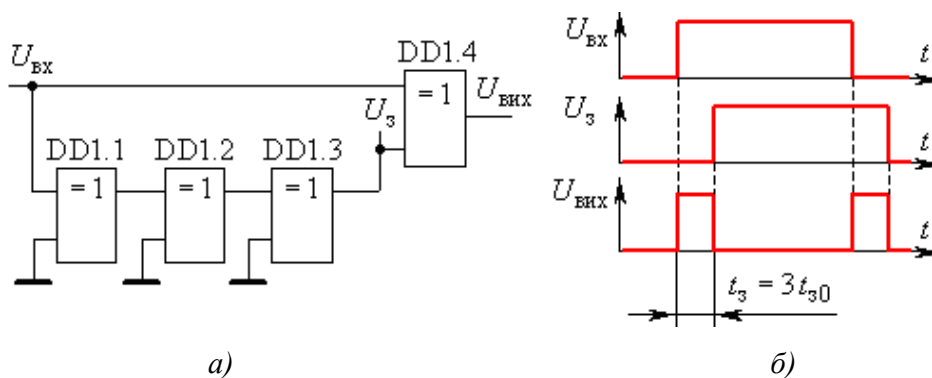 DD1.4
Uвх
= 1
Uвих
Uз
DD1.1
DD1.2
DD1.3
= 1
= 1
= 1
а)
Uвх
t
Uз
t
Uвих
t
tз = 3tз0
б)